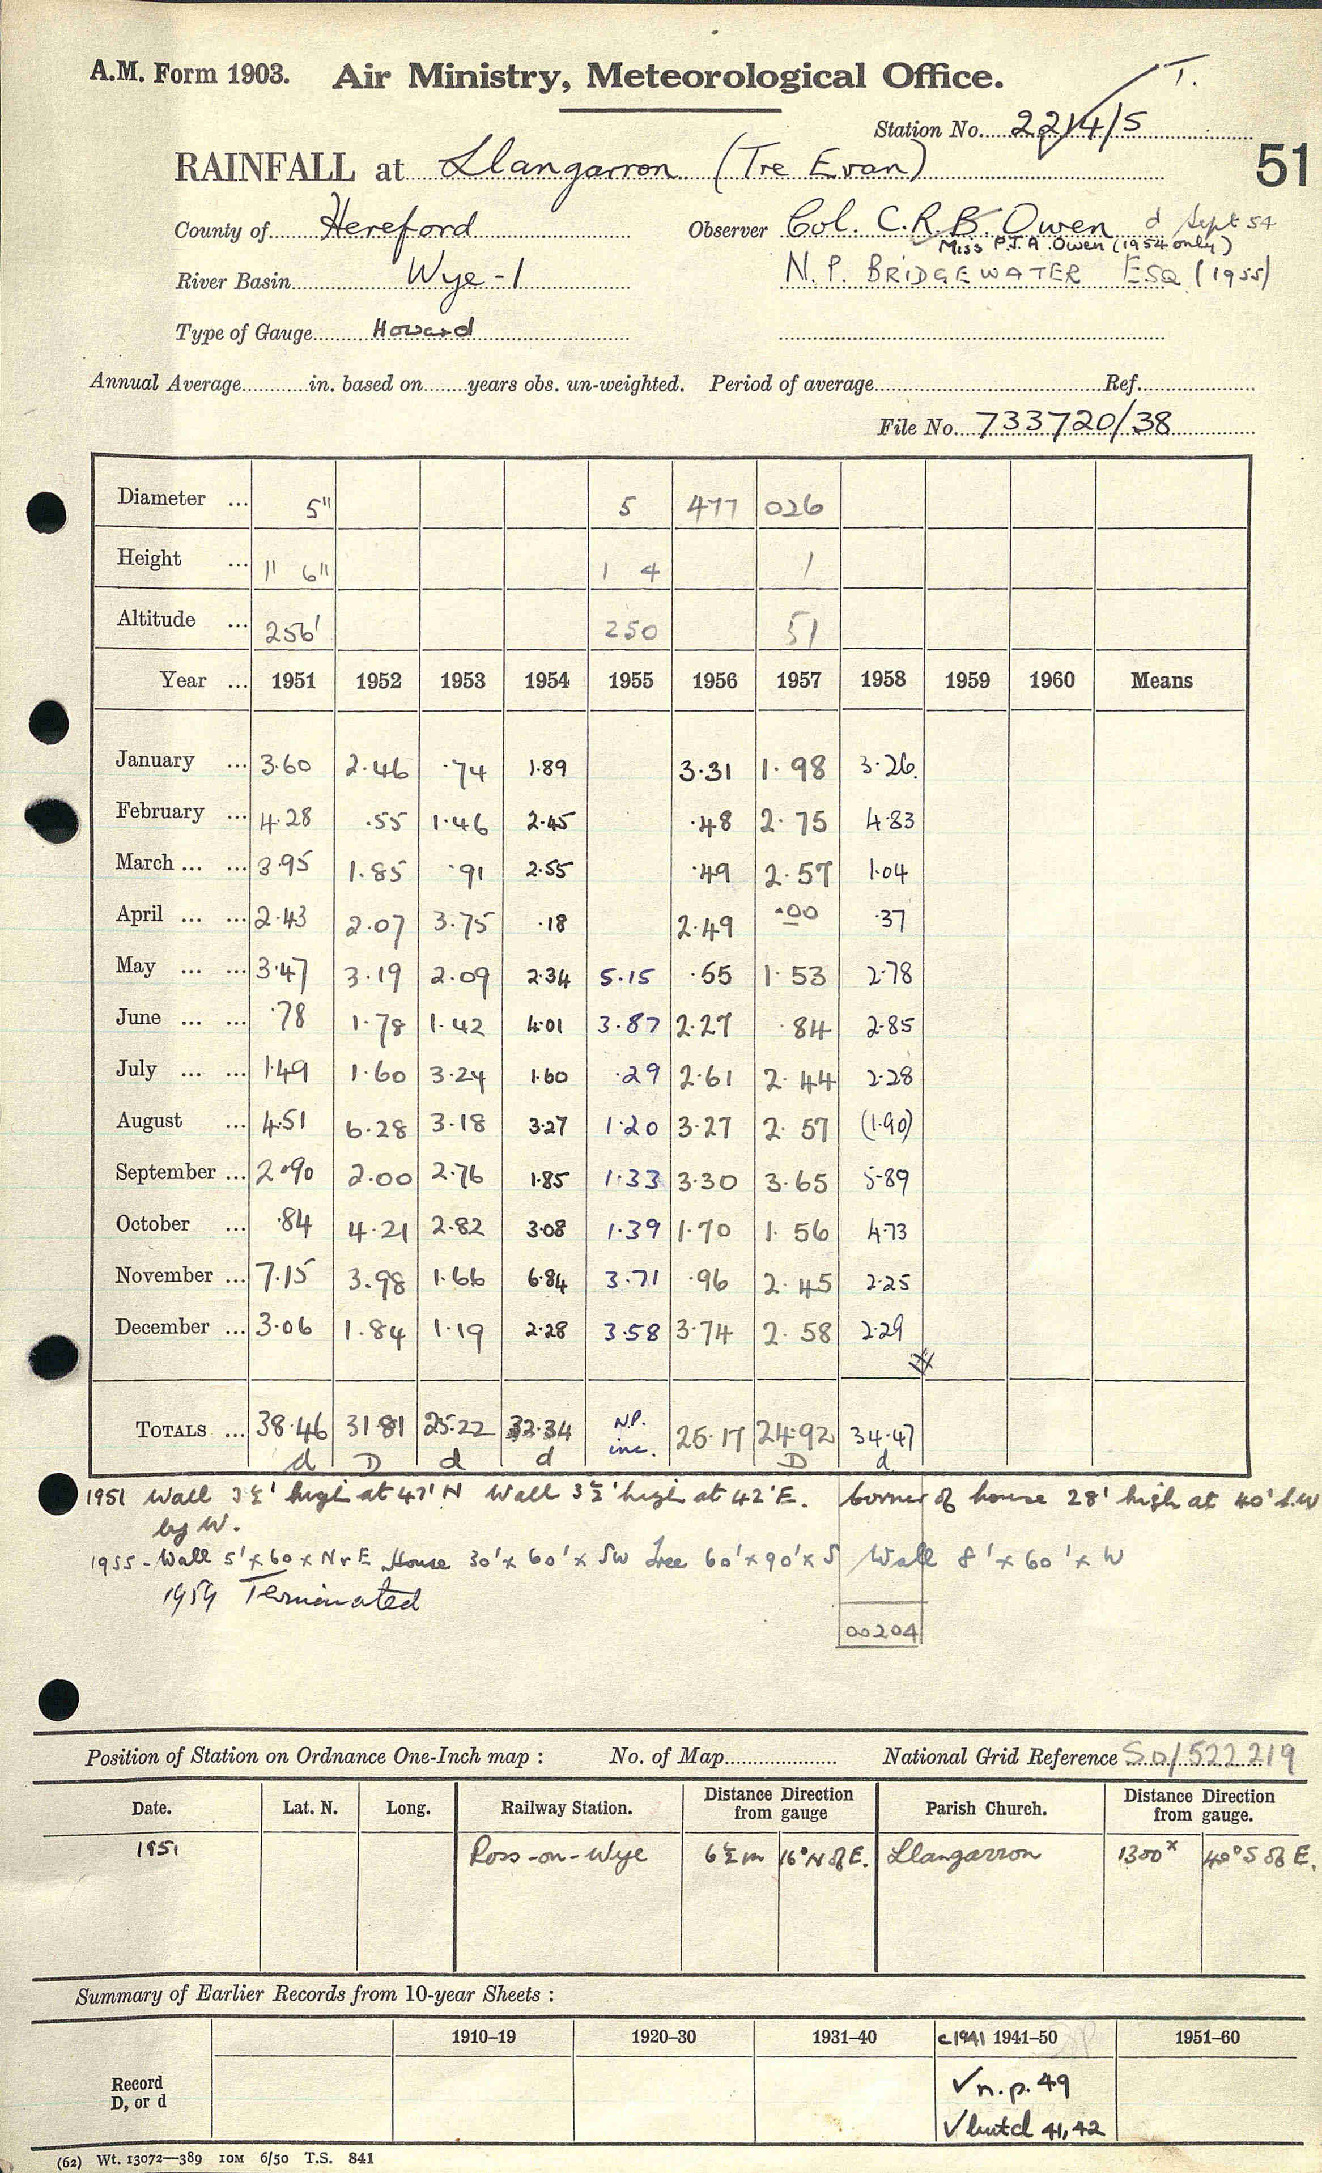 A.M. Form 1903. Air Ministry, Meteorological Office. T.
Station No. 2214/5
RAINFALL at Llangarron (Tre Evan) 51
County of Hereford Observer Col. C.R.B. Owen d Sept 54
Miss P.J.A. Owen (1954 only)
River Basin Wye-1 N.P. BRIDGEWATER ESQ (1955)
Type of Gauge Howard
Annual Average in. based on years obs. un-weighted. Period of average Ref.
File No. 733720/38
Diameter ... 5" 5 477 026
Height ... 1' 6" 1 4 1
Altitude ... 256' 250 51
Year ... 1951 1952 1953 1954 1955 1956 1957 1958 1959 1960 Means
January ... 3.60 2.46 .74 1.89 3.31 1.98 3.26
February ... 4.28 .55 1.46 2.45 .48 2.75 4.83
March ... ... 3.95 1.85 .91 2.55 .49 2.57 1.04
April ... ... 2.43 2.07 3.75 .18 2.49 .00 .37
May ... ... 3.47 3.19 2.09 2.34 5.15 .55 1.53 2.78
June ... ... .78 1.78 1.42 4.01 3.87 2.27 .84 2.85
July ... ... 1.49 1.60 3.24 1.60 .29 2.61 2.44 2.28
August ... 4.51 6.28 3.18 3.27 1.20 3.27 2.57 (1.90)
September ... 2.90 2.00 2.76 1.85 1.33 3.30 3.65 5.89
October ... .84 4.21 2.82 3.08 1.39 1.70 1.56 4.73
November ... 7.15 3.98 1.66 6.84 3.71 .96 2.45 2.25
December ... 3.06 1.84 1.19 2.28 3.58 3.74 2.58 2.29
TOTALS ... 38.46 31.81 25.22 32.34 N.P. inc. 25.17 24.92 34.47
d D d d D d
1951 Wall 3½' high at 47' N Wall 3½' high at 42' E. Corner of house 28' high at 40' S.W
by W.
1955 - Wall 5' x 60 x N v E House 30' x 60' x SW Tree 60' x 90' x S Wall 8' x 60' x W
1959 Terminated
00204
Position of Station on Ordnance One-Inch map : No. of Map National Grid Reference SO/522219
Date. Lat. N. Long. Railway Station. Distance Direction from gauge Parish Church. Distance Direction from gauge.
1951 Ross-on-Wye 6½m 16° N of E. Llangarron 1300x 40° S of E.
Summary of Earlier Records from 10-year Sheets :
1910–19 1920–30 1931–40 c1941 1941–50 1951–60
Record D, or d
√ n.p. 49
√ but d 41, 42
(62) Wt. 13072—389 10M 6/50 T.S. 841